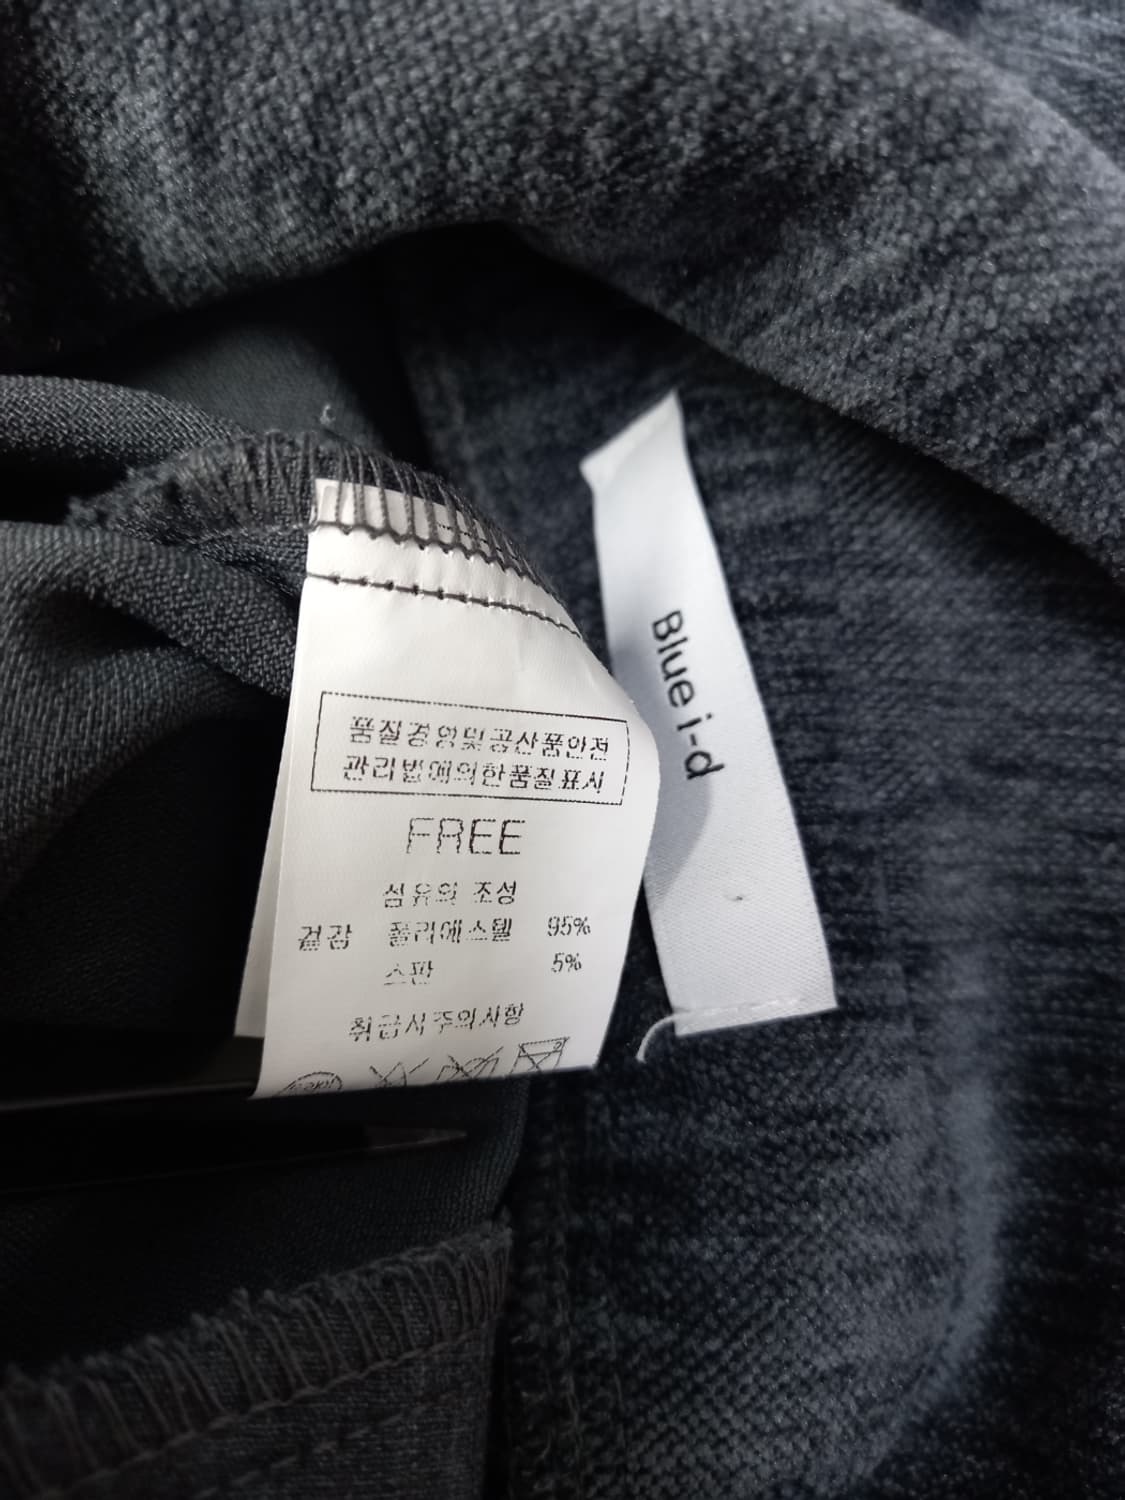 품질경영및공산품안전
관리법에의한품질표시
FREE
섬유의 조성
겉감 폴리에스텔 95%
스판 5%
취급시주의사항
Blue i-d